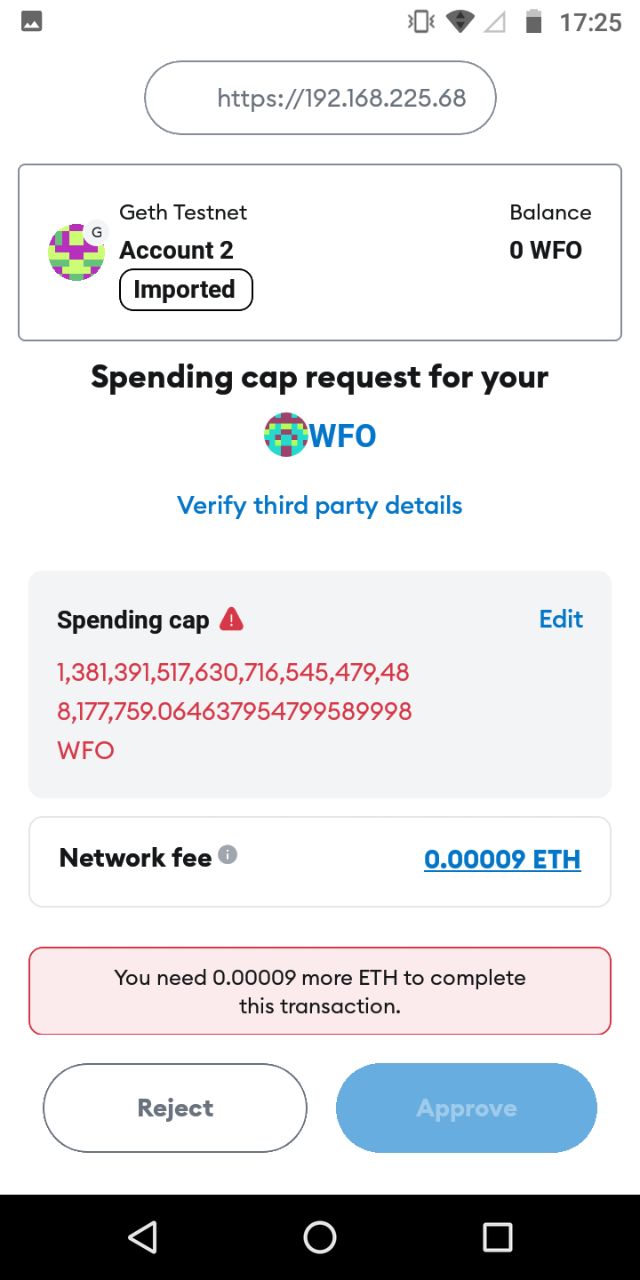 17:25
https://192.168.225.68
Geth Testnet
Balance
G
Account 2
0 WFO
Imported
Spending cap request for your
WFO
Verify third party details
Spending cap
Edit
1,381,391,517,630,716,545,479,48
8,177,759.064637954799589998
WFO
Network fee
0.00009 ETH
You need 0.00009 more ETH to complete
this transaction.
Reject
Approve